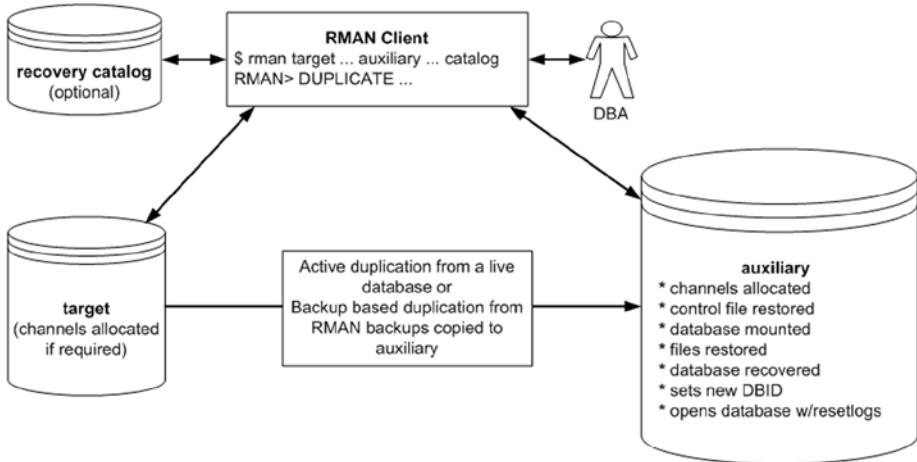 RMAN Client
$ rman target ... auxiliary ... catalog
RMAN> DUPLICATE ...
recovery catalog
(optional)
DBA
target
(channels allocated
if required)
Active duplication from a live
database or
Backup based duplication from
RMAN backups copied to
auxiliary
auxiliary
* channels allocated
* control file restored
* database mounted
* files restored
* database recovered
* sets new DBID
* opens database w/resetlogs